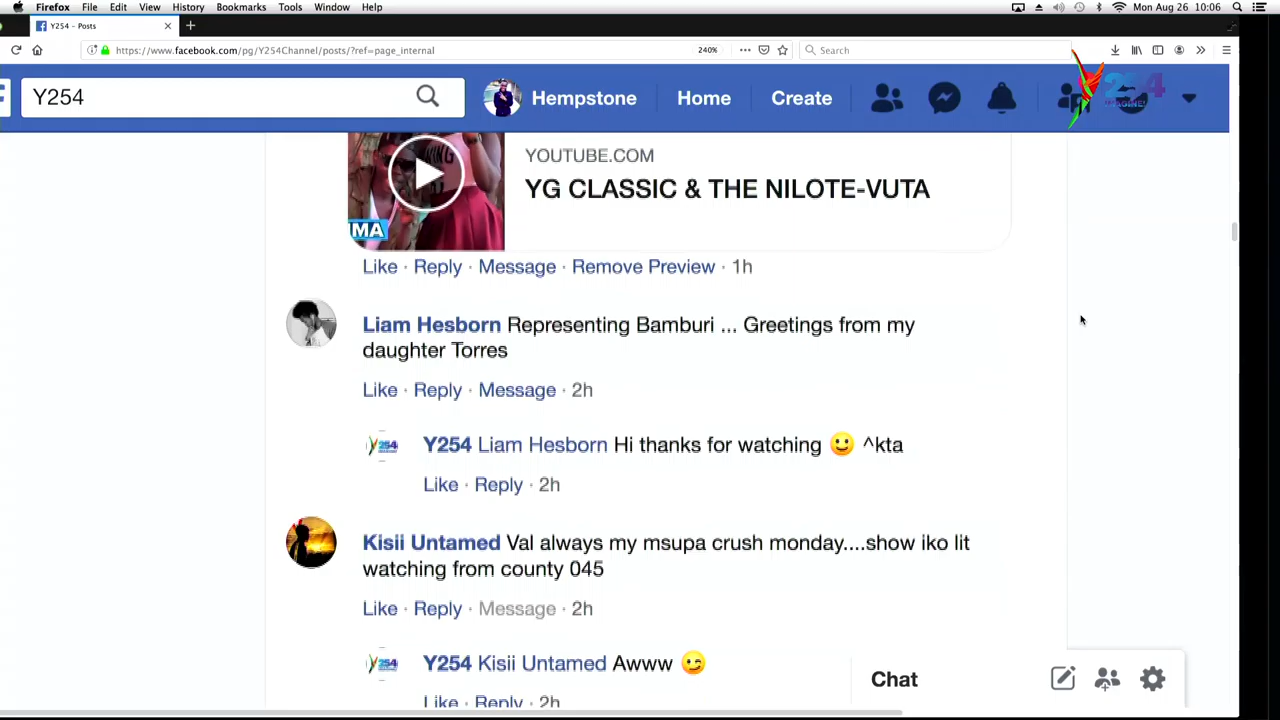 Firefox File Edit View History Bookmarks Tools Window Help Mon Aug 26 10:06
Y254 - Posts
https://www.facebook.com/pg/Y254Channel/posts/?ref=page_internal 240% Search
Y254 Hempstone Home Create
Y254
YOUTUBE.COM
YG CLASSIC & THE NILOTE-VUTA
IMA
Like · Reply · Message · Remove Preview · 1h
Liam Hesborn Representing Bamburi ... Greetings from my
daughter Torres
Like · Reply · Message · 2h
Y254 Liam Hesborn Hi thanks for watching 🙂 ^kta
Like · Reply · 2h
Kisii Untamed Val always my msupa crush monday....show iko lit
watching from county 045
Like · Reply · Message · 2h
Y254 Kisii Untamed Awww 😉
Like · Reply · 2h
Chat